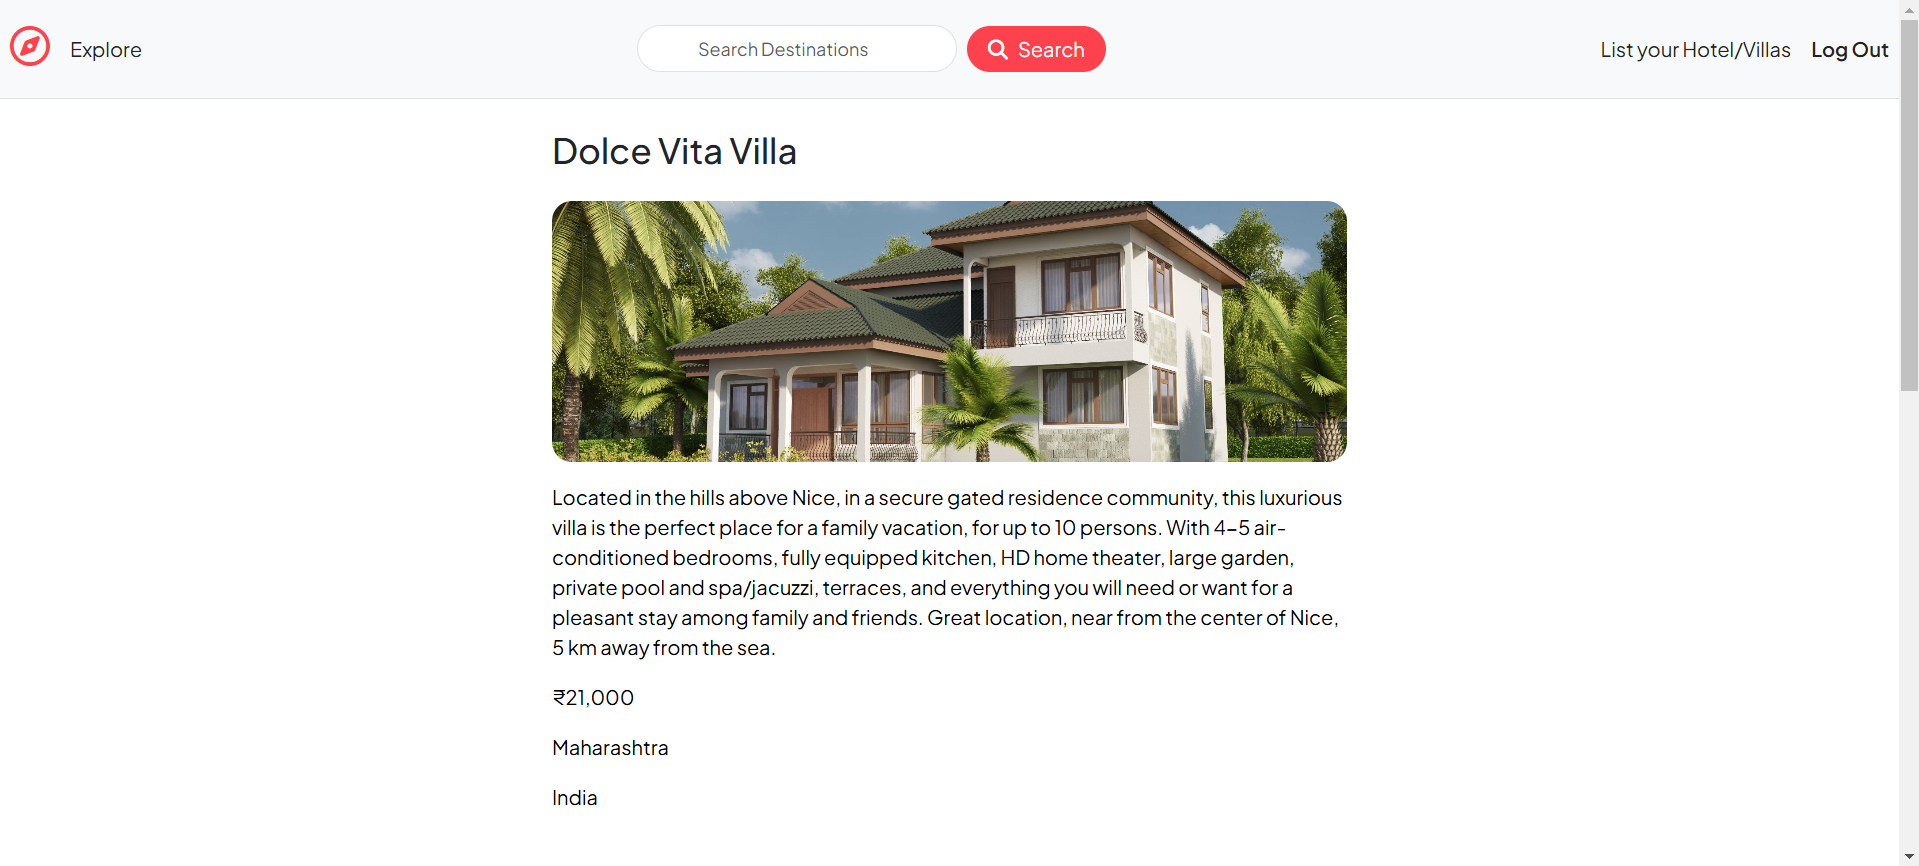 Explore
Search Destinations
Search
List your Hotel/Villas
Log Out
Dolce Vita Villa
Located in the hills above Nice, in a secure gated residence community, this luxurious
villa is the perfect place for a family vacation, for up to 10 persons. With 4–5 air-
conditioned bedrooms, fully equipped kitchen, HD home theater, large garden,
private pool and spa/jacuzzi, terraces, and everything you will need or want for a
pleasant stay among family and friends. Great location, near from the center of Nice,
5 km away from the sea.
₹21,000
Maharashtra
India